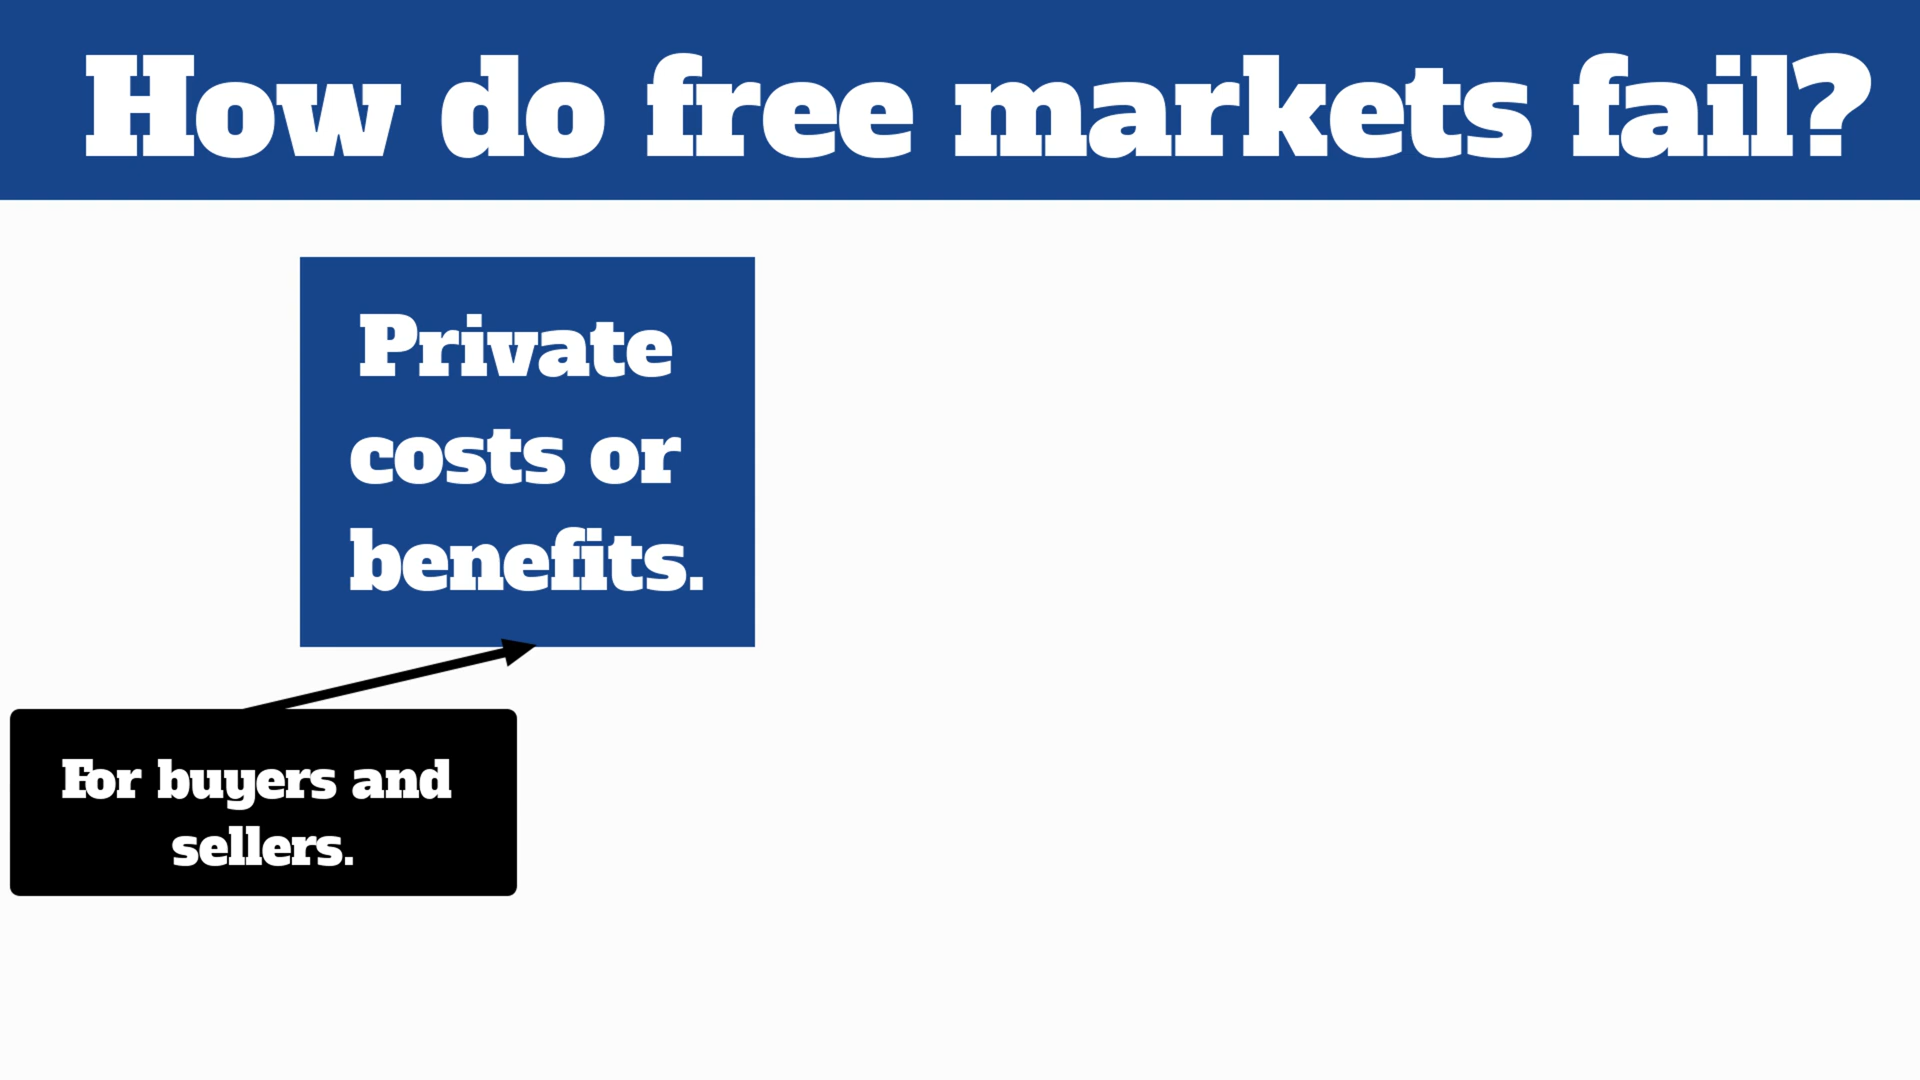 How do free markets fail?
Private
costs or
benefits.
For buyers and
sellers.